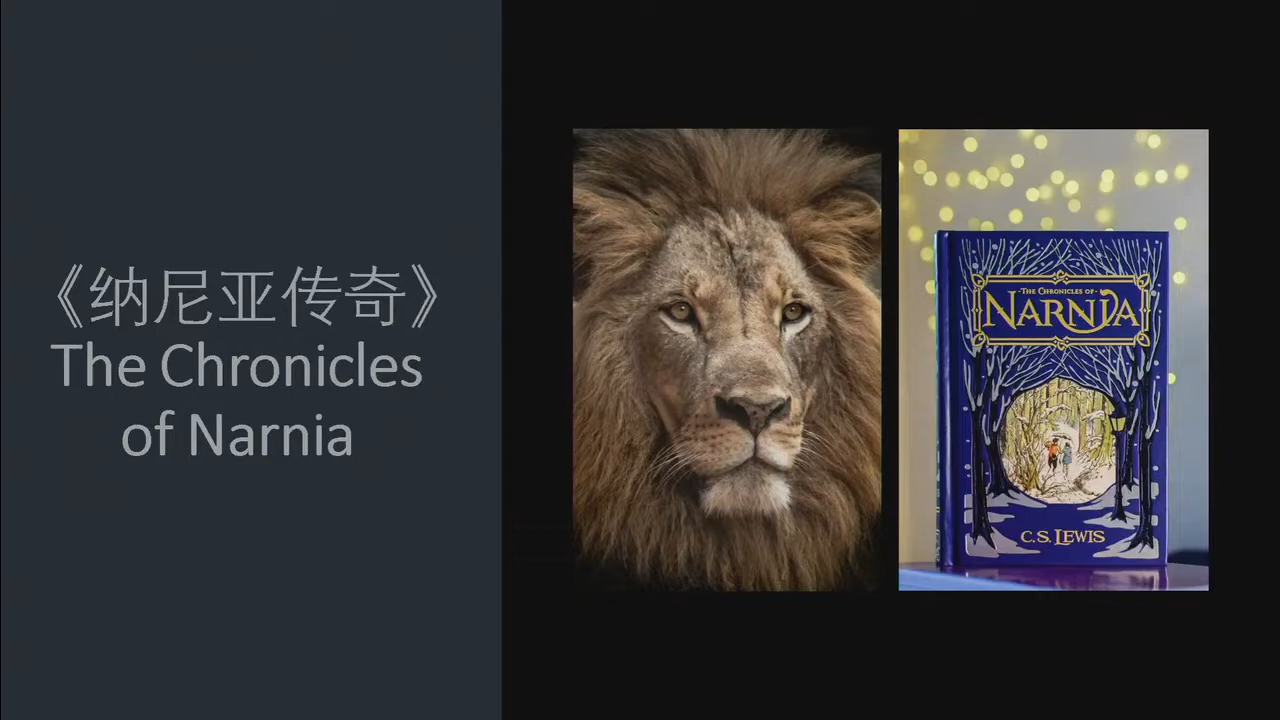 《纳尼亚传奇》
The Chronicles
of Narnia
THE CHRONICLES OF
NARNIA
C.S. LEWIS